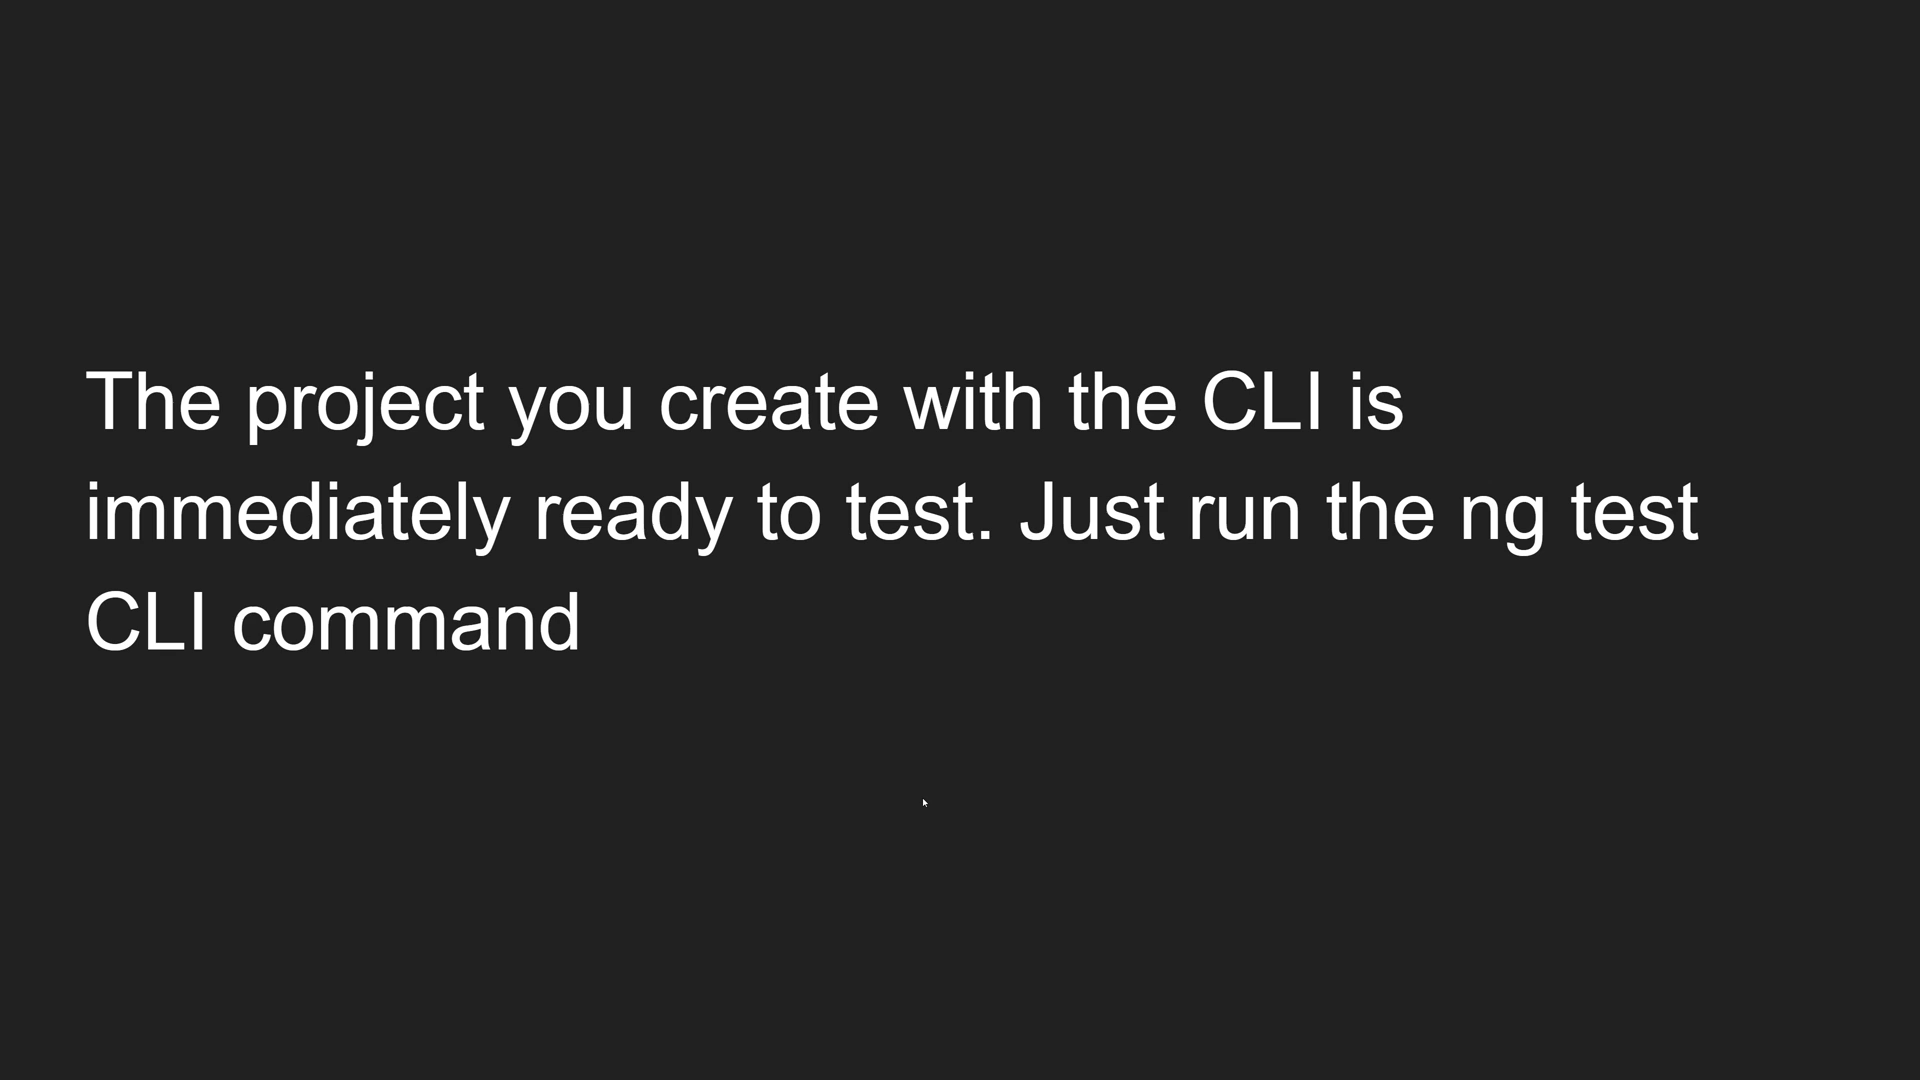 The project you create with the CLI is
immediately ready to test. Just run the ng test
CLI command